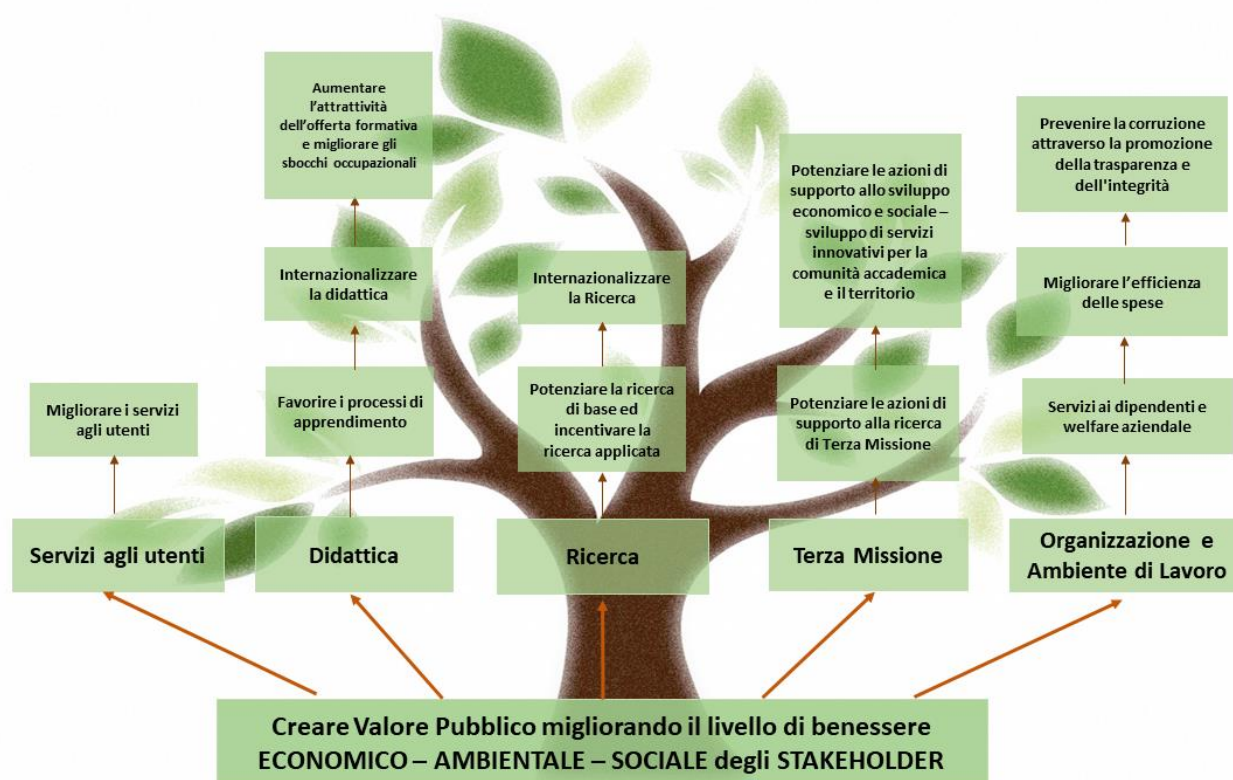 Aumentare
l'attrattività
dell'offerta formativa
e migliorare gli
sbocchi occupazionali
Prevenire la corruzione
attraverso la promozione
della trasparenza e
dell'integrità
Potenziare le azioni di
supporto allo sviluppo
economico e sociale –
sviluppo di servizi
innovativi per la
comunità accademica
e il territorio
Internazionalizzare
la didattica
Internazionalizzare
la Ricerca
Migliorare l'efficienza
delle spese
Migliorare i servizi
agli utenti
Favorire i processi di
apprendimento
Potenziare la ricerca
di base ed
incentivare la
ricerca applicata
Potenziare le azioni di
supporto alla ricerca
di Terza Missione
Servizi ai dipendenti e
welfare aziendale
Servizi agli utenti
Didattica
Ricerca
Terza Missione
Organizzazione e
Ambiente di Lavoro
Creare Valore Pubblico migliorando il livello di benessere
ECONOMICO – AMBIENTALE – SOCIALE degli STAKEHOLDER